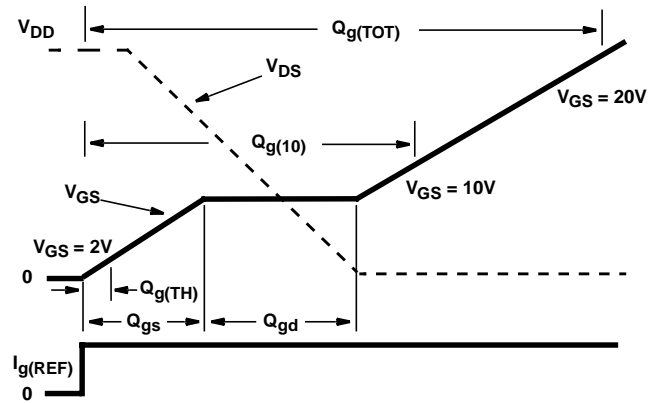 V_DD
Q_g(TOT)
V_DS
V_GS = 20V
Q_g(10)
V_GS
V_GS = 10V
V_GS = 2V
0
Q_g(TH)
Q_gs
Q_gd
I_g(REF)
0